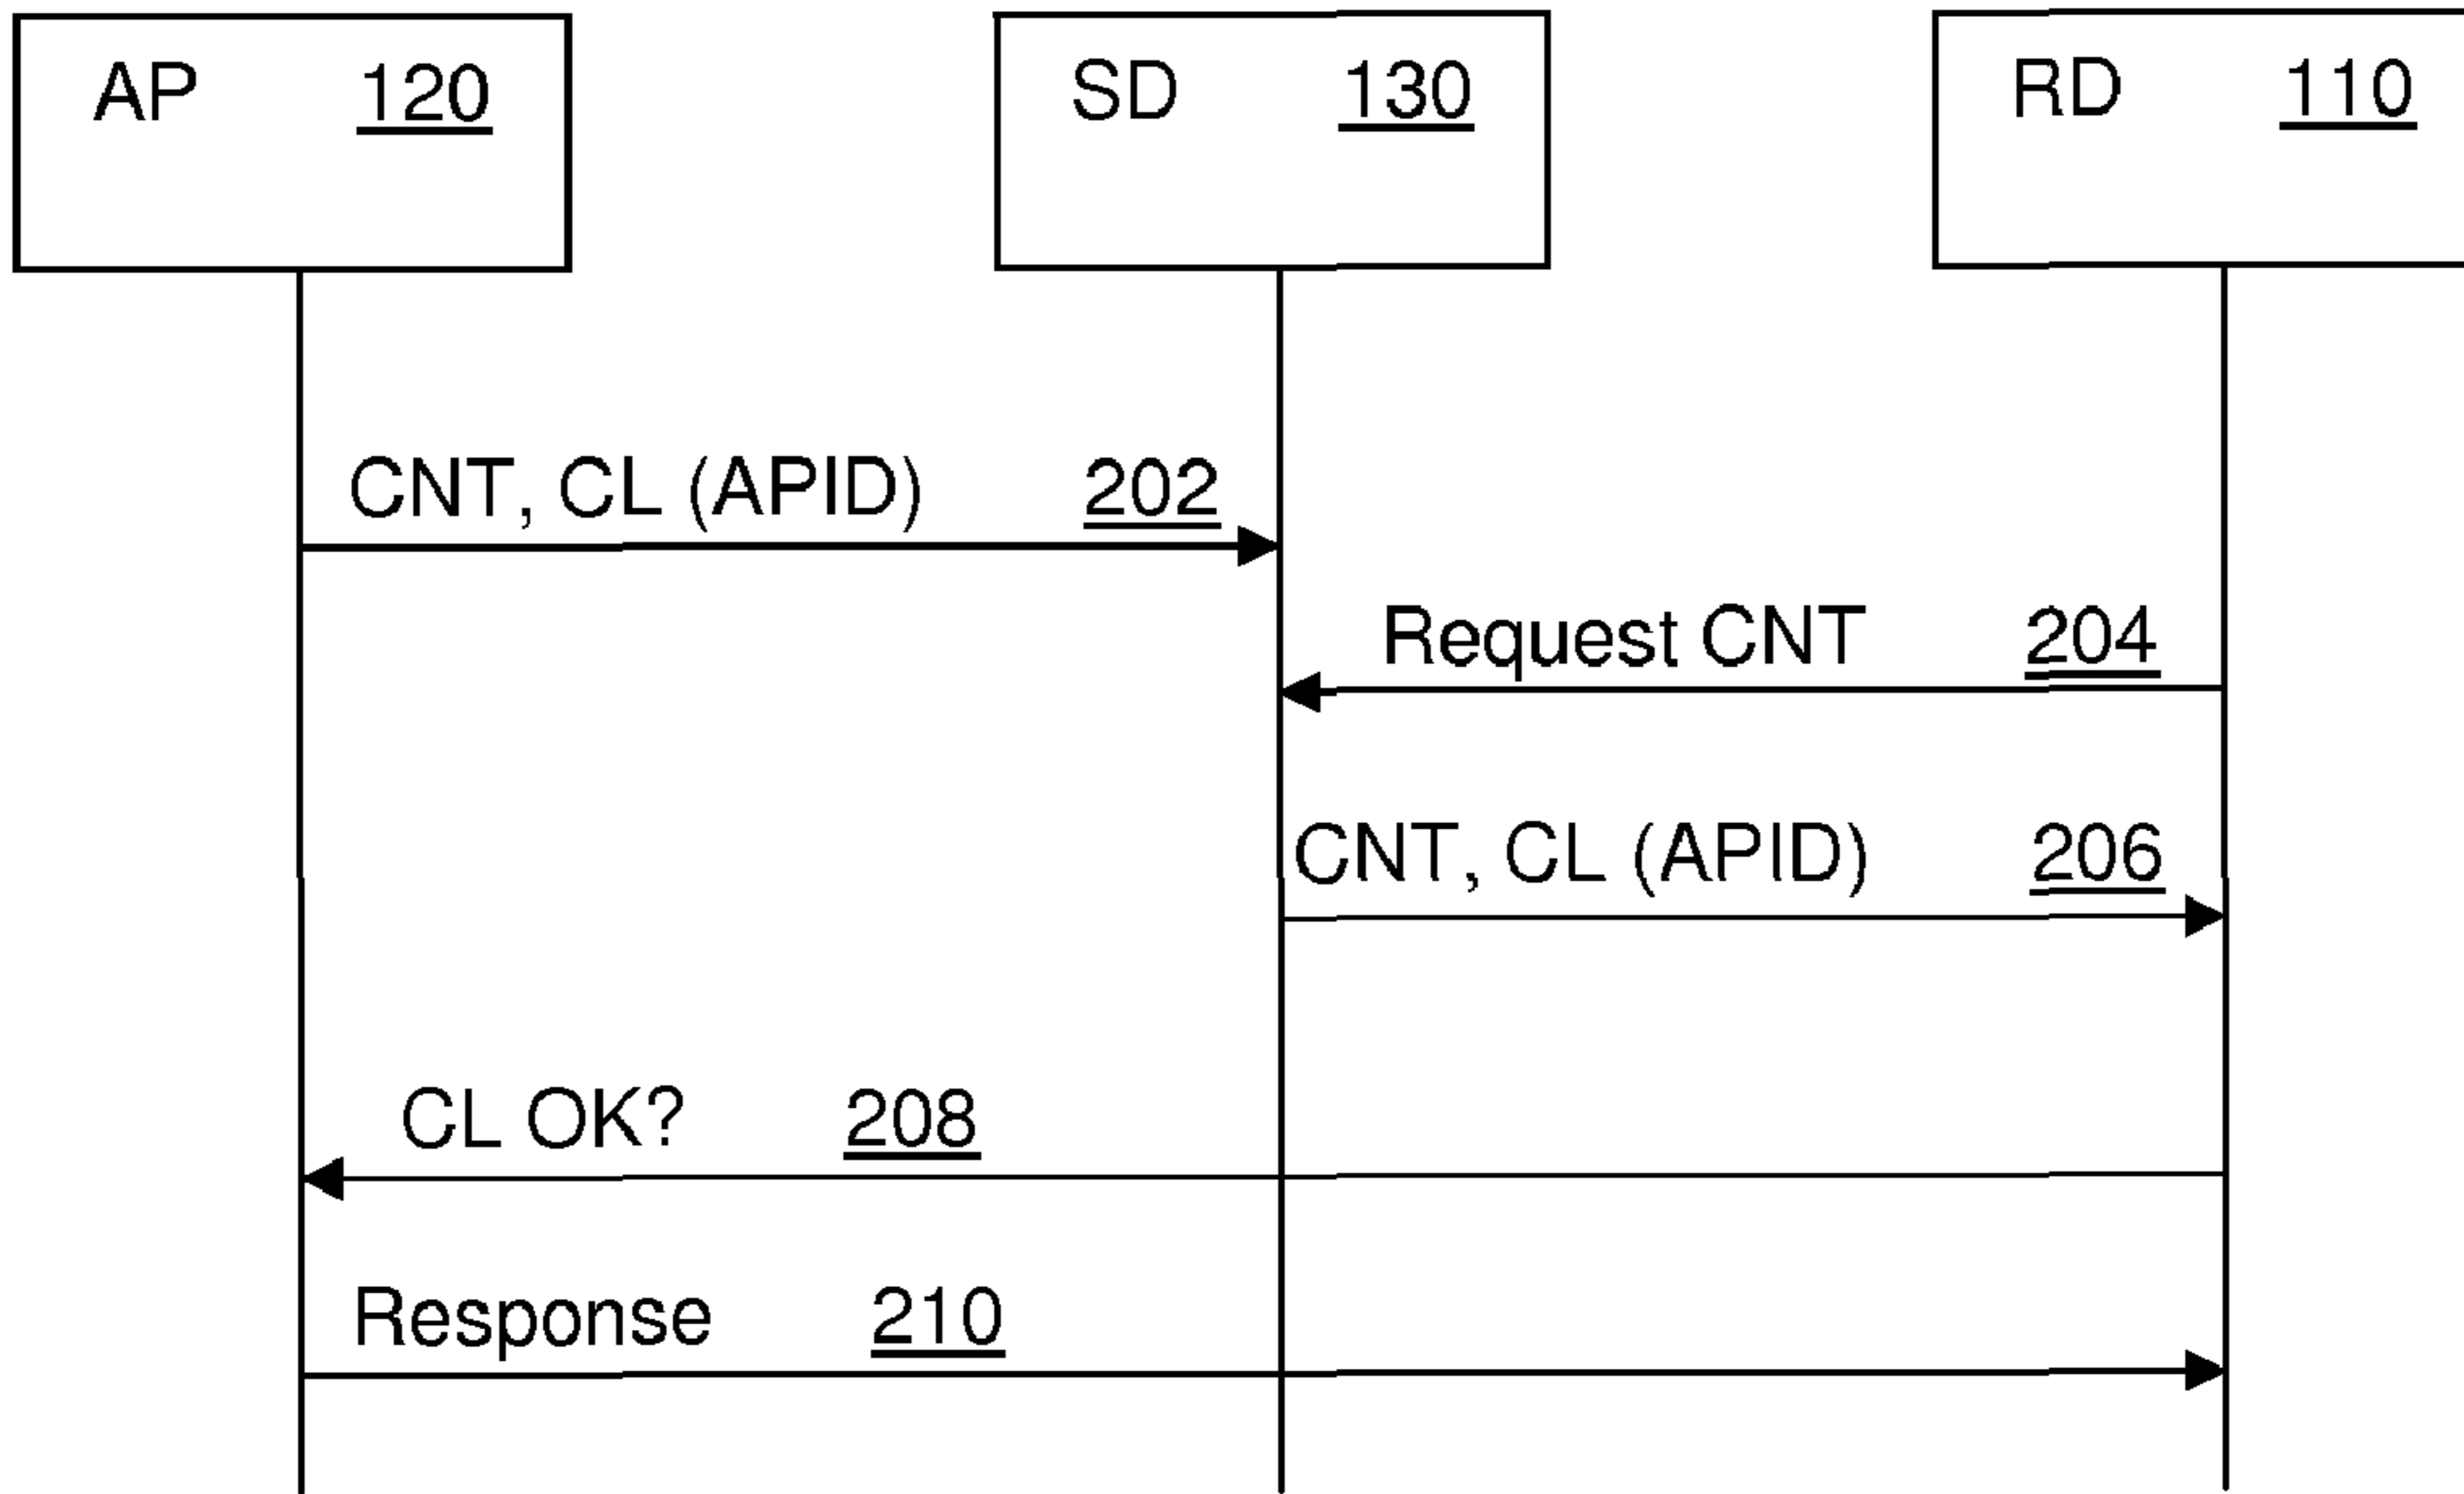 AP 120
SD 130
RD 110
CNT, CL (APID) 202
Request CNT 204
CNT, CL (APID) 206
CL OK? 208
Response 210